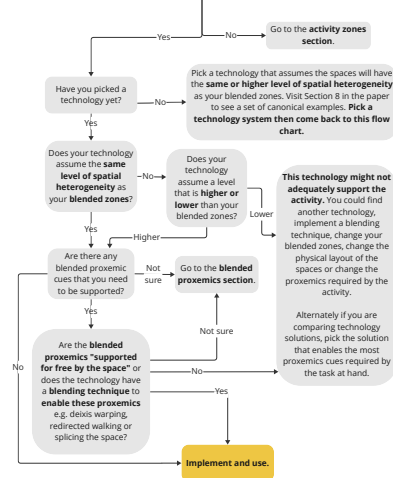 Yes
No
Go to the activity zones
section.
Have you picked a
technology yet?
No
Pick a technology that assumes the spaces will have
the same or higher level of spatial heterogeneity
as your blended zones. Visit Section 8 in the paper
to see a set of canonical examples. Pick a
technology system then come back to this flow
chart.
Yes
Does your technology
assume the same
level of spatial
heterogeneity as
your blended zones?
No
Does your
technology
assume a level
that is higher or
lower than your
blended zones?
Lower
This technology might not
adequately support the
activity. You could find
another technology,
implement a blending
technique, change your
blended zones, change the
physical layout of the
spaces or change the
proxemics required by the
activity.
Alternately if you are
comparing technology
solutions, pick the solution
that enables the most
proxemics cues required by
the task at hand.
Yes
Higher
Are there any
blended proxemic
cues that you need
to be supported?
Not
sure
Go to the blended
proxemics section.
Yes
Not sure
Are the blended
proxemics "supported
for free by the space" or
does the technology have
a blending technique to
enable these proxemics
e.g. deixis warping,
redirected walking or
splicing the space?
No
No
Yes
Implement and use.